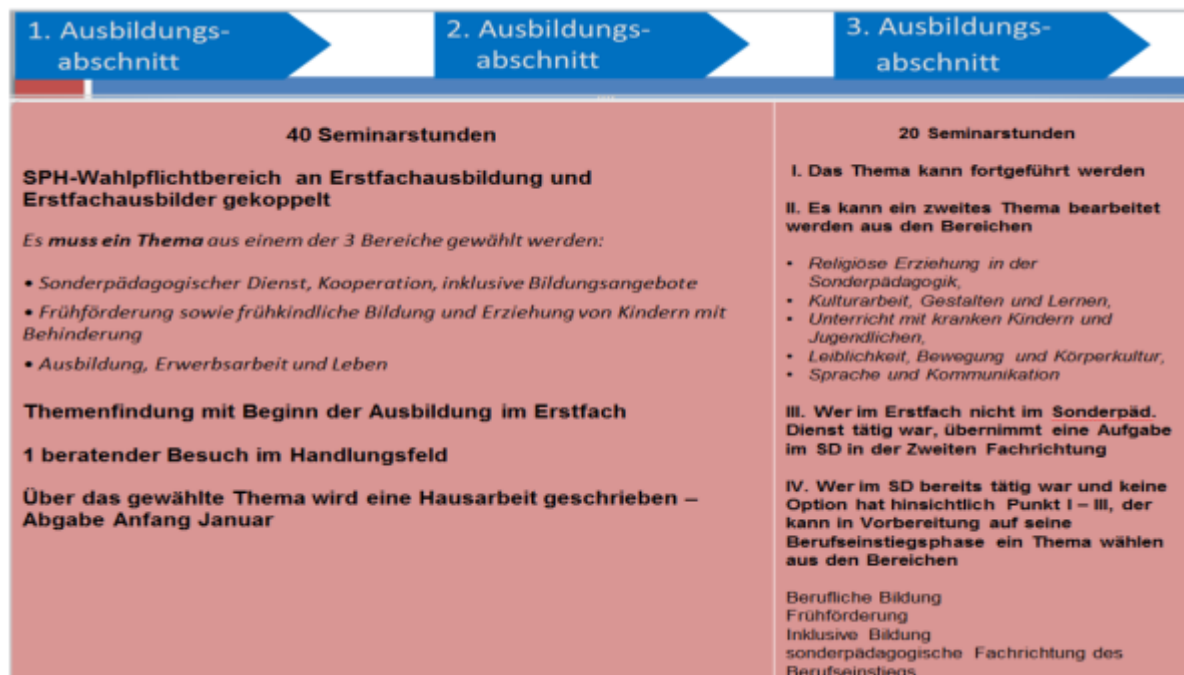 1. Ausbildungs-
abschnitt
2. Ausbildungs-
abschnitt
3. Ausbildungs-
abschnitt
40 Seminarstunden
SPH-Wahlpflichtbereich an Erstfachausbildung und
Erstfachausbilder gekoppelt
Es muss ein Thema aus einem der 3 Bereiche gewählt werden:
• Sonderpädagogischer Dienst, Kooperation, inklusive Bildungsangebote
• Frühförderung sowie frühkindliche Bildung und Erziehung von Kindern mit
Behinderung
• Ausbildung, Erwerbsarbeit und Leben
Themenfindung mit Beginn der Ausbildung im Erstfach
1 beratender Besuch im Handlungsfeld
Über das gewählte Thema wird eine Hausarbeit geschrieben –
Abgabe Anfang Januar
20 Seminarstunden
I. Das Thema kann fortgeführt werden
II. Es kann ein zweites Thema bearbeitet
werden aus den Bereichen
• Religiöse Erziehung in der
Sonderpädagogik,
• Kulturarbeit, Gestalten und Lernen,
• Unterricht mit kranken Kindern und
Jugendlichen,
• Leiblichkeit, Bewegung und Körperkultur,
• Sprache und Kommunikation
III. Wer im Erstfach nicht im Sonderpäd.
Dienst tätig war, übernimmt eine Aufgabe
im SD in der Zweiten Fachrichtung
IV. Wer im SD bereits tätig war und keine
Option hat hinsichtlich Punkt I – III, der
kann in Vorbereitung auf seine
Berufseinstiegsphase ein Thema wählen
aus den Bereichen
Berufliche Bildung
Frühförderung
Inklusive Bildung
sonderpädagogische Fachrichtung des
Berufseinstiegs